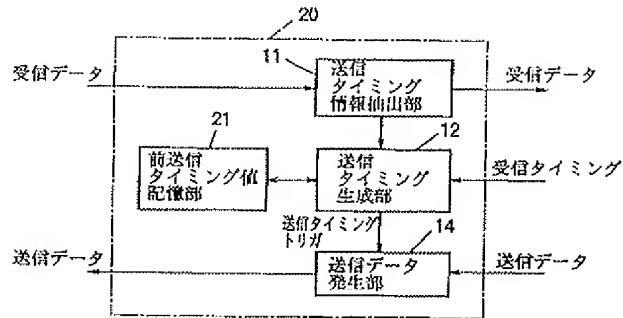 20
11
受信データ
送信
タイミング
情報抽出部
受信データ
21
12
前送信
タイミング値
記憶部
送信
タイミング
生成部
受信タイミング
送信タイミング
トリガ
14
送信データ
送信データ
発生部
送信データ